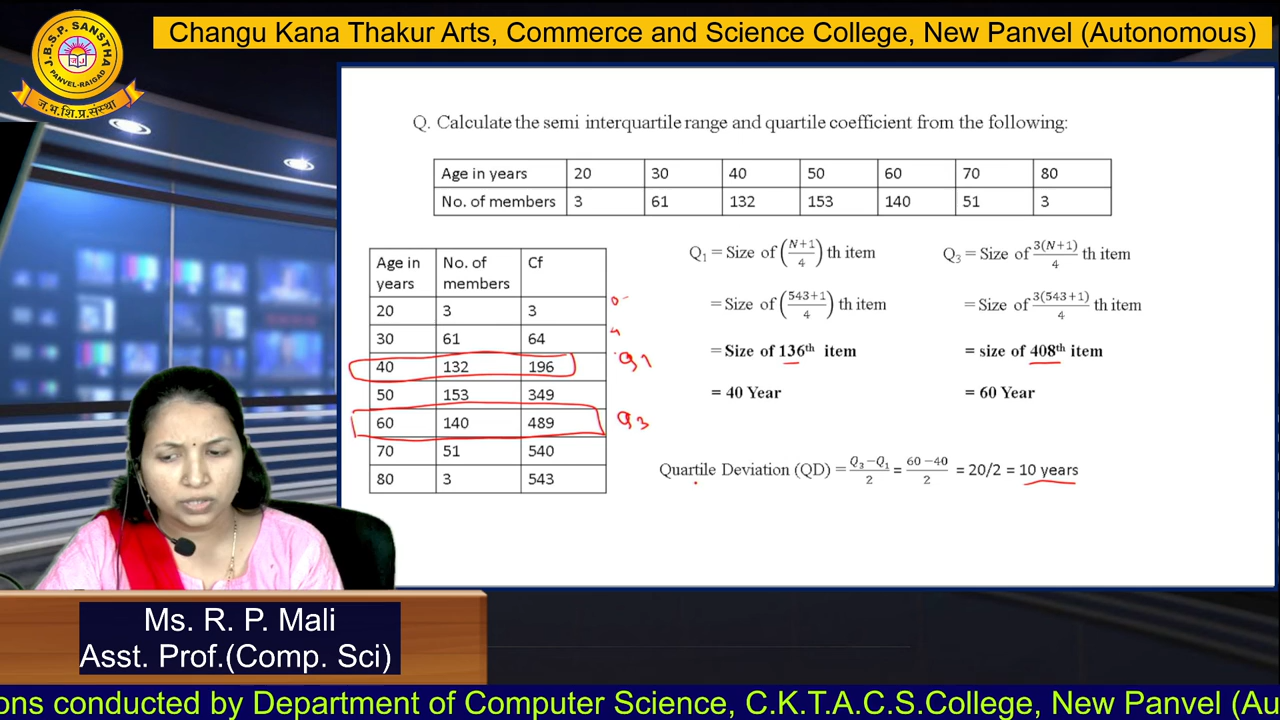 Changu Kana Thakur Arts, Commerce and Science College, New Panvel (Autonomous)
J.B.S.P. SANSTHA
PANVEL-RAIGAD
ज.भ.शि.प्र.संस्था
Q. Calculate the semi interquartile range and quartile coefficient from the following:
Age in years 20 30 40 50 60 70 80
No. of members 3 61 132 153 140 51 3
Age in years No. of members Cf
20 3 3
30 61 64
40 132 196
50 153 349
60 140 489
70 51 540
80 3 543
Q1
Q3
Q₁ = Size of (N+1/4) th item
= Size of (543+1/4) th item
= Size of 136th item
= 40 Year
Q₃ = Size of 3(N+1)/4 th item
= Size of 3(543+1)/4 th item
= size of 408th item
= 60 Year
Quartile Deviation (QD) = Q₃−Q₁/2 = 60−40/2 = 20/2 = 10 years
Ms. R. P. Mali
Asst. Prof.(Comp. Sci)
ons conducted by Department of Computer Science, C.K.T.A.C.S.College, New Panvel (Au